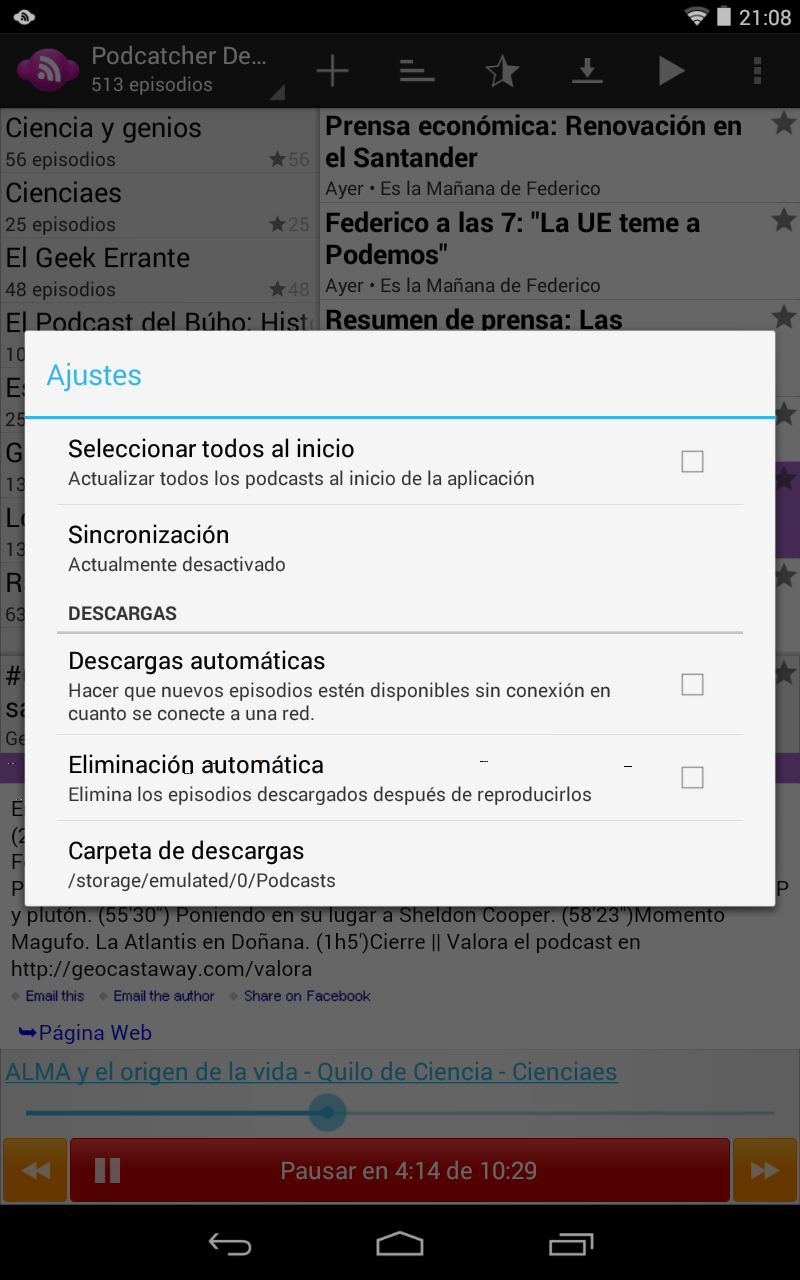 21:08
Podcatcher De...
513 episodios
Ciencia y genios
56 episodios
56
Cienciaes
25 episodios
25
El Geek Errante
48 episodios
48
El Podcast del Búho: Hist
10
25
13
13
63
Prensa económica: Renovación en
el Santander
Ayer • Es la Mañana de Federico
Federico a las 7: "La UE teme a
Podemos"
Ayer • Es la Mañana de Federico
Resumen de prensa: Las
Ajustes
Seleccionar todos al inicio
Actualizar todos los podcasts al inicio de la aplicación
Sincronización
Actualmente desactivado
DESCARGAS
Descargas automáticas
Hacer que nuevos episodios estén disponibles sin conexión en
cuanto se conecte a una red.
Eliminación automática
Elimina los episodios descargados después de reproducirlos
Carpeta de descargas
/storage/emulated/0/Podcasts
y plutón. (55'30") Poniendo en su lugar a Sheldon Cooper. (58'23")Momento
Magufo. La Atlantis en Doñana. (1h5')Cierre || Valora el podcast en
http://geocastaway.com/valora
Email this Email the author Share on Facebook
Página Web
ALMA y el origen de la vida - Quilo de Ciencia - Cienciaes
Pausar en 4:14 de 10:29